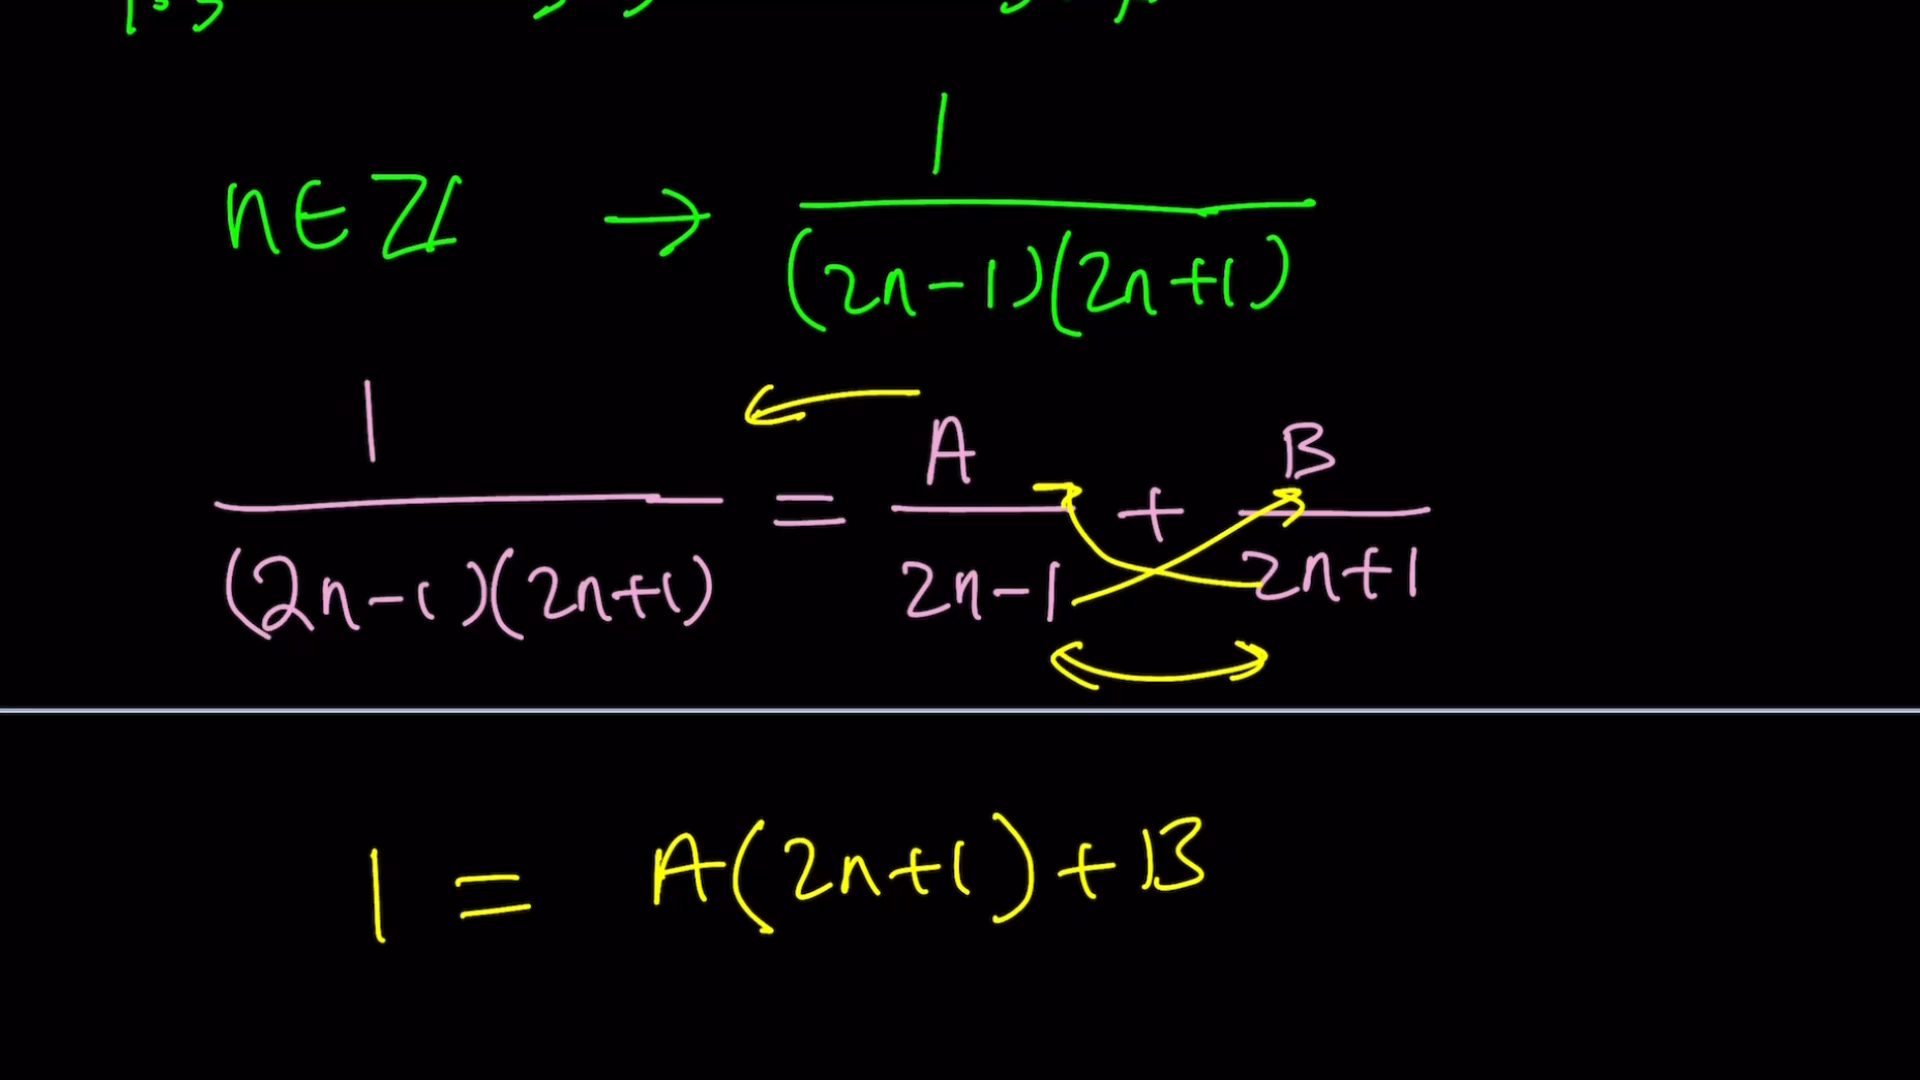 n∈ℤ → 1/((2n-1)(2n+1))
1/((2n-1)(2n+1)) = A/(2n-1) + B/(2n+1)
1 = A(2n+1)+B